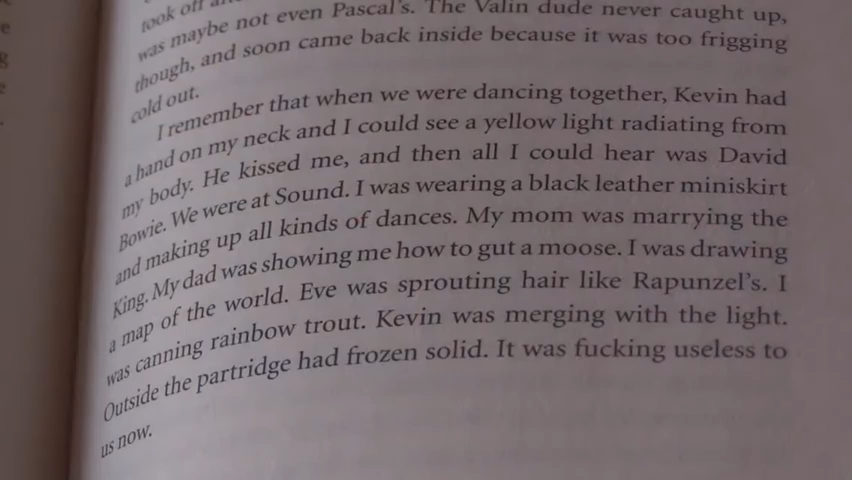 took off
was maybe not even Pascal's. The Valin dude never caught up,
though, and soon came back inside because it was too frigging
cold out.
I remember that when we were dancing together, Kevin had
a hand on my neck and I could see a yellow light radiating from
my body. He kissed me, and then all I could hear was David
Bowie. We were at Sound. I was wearing a black leather miniskirt
and making up all kinds of dances. My mom was marrying the
King. My dad was showing me how to gut a moose. I was drawing
a map of the world. Eve was sprouting hair like Rapunzel's. I
was canning rainbow trout. Kevin was merging with the light.
Outside the partridge had frozen solid. It was fucking useless to
us now.